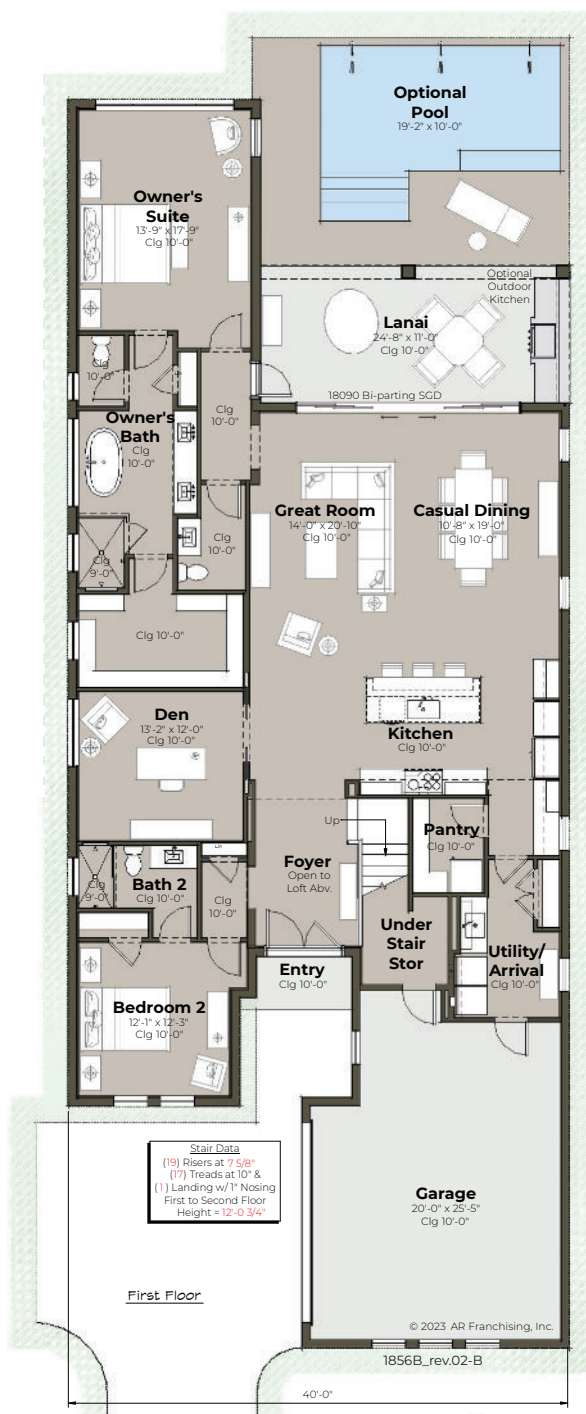 Optional
Pool
19'-2" x 10'-0"
Owner's
Suite
13'-9" x 17'-9"
Clg 10'-0"
Optional
Outdoor
Kitchen
Lanai
24'-8" x 11'-0"
Clg 10'-0"
18090 Bi-parting SGD
Clg
10'-0"
Owner's
Bath
Clg
10'-0"
Clg
10'-0"
Clg
10'-0"
Clg
9'-0"
Great Room
14'-0" x 20'-10"
Clg 10'-0"
Casual Dining
10'-8" x 19'-0"
Clg 10'-0"
Clg 10'-0"
Den
13'-2" x 12'-0"
Clg 10'-0"
Kitchen
Clg 10'-0"
Up
Pantry
Clg 10'-0"
Foyer
Open to
Loft Abv.
Lin
Clg
9'-0"
Bath 2
Clg 10'-0"
Clg
10'-0"
Under
Stair
Stor
Utility/
Arrival
Clg 10'-0"
Entry
Clg 10'-0"
Bedroom 2
12'-1" x 12'-3"
Clg 10'-0"
Stair Data
(19) Risers at 7 5/8"
(17) Treads at 10" &
(1) Landing w/ 1" Nosing
First to Second Floor
Height = 12'-0 3/4"
Garage
20'-0" x 25'-5"
Clg 10'-0"
First Floor
© 2023 AR Franchising, Inc.
1856B_rev.02-B
40'-0"